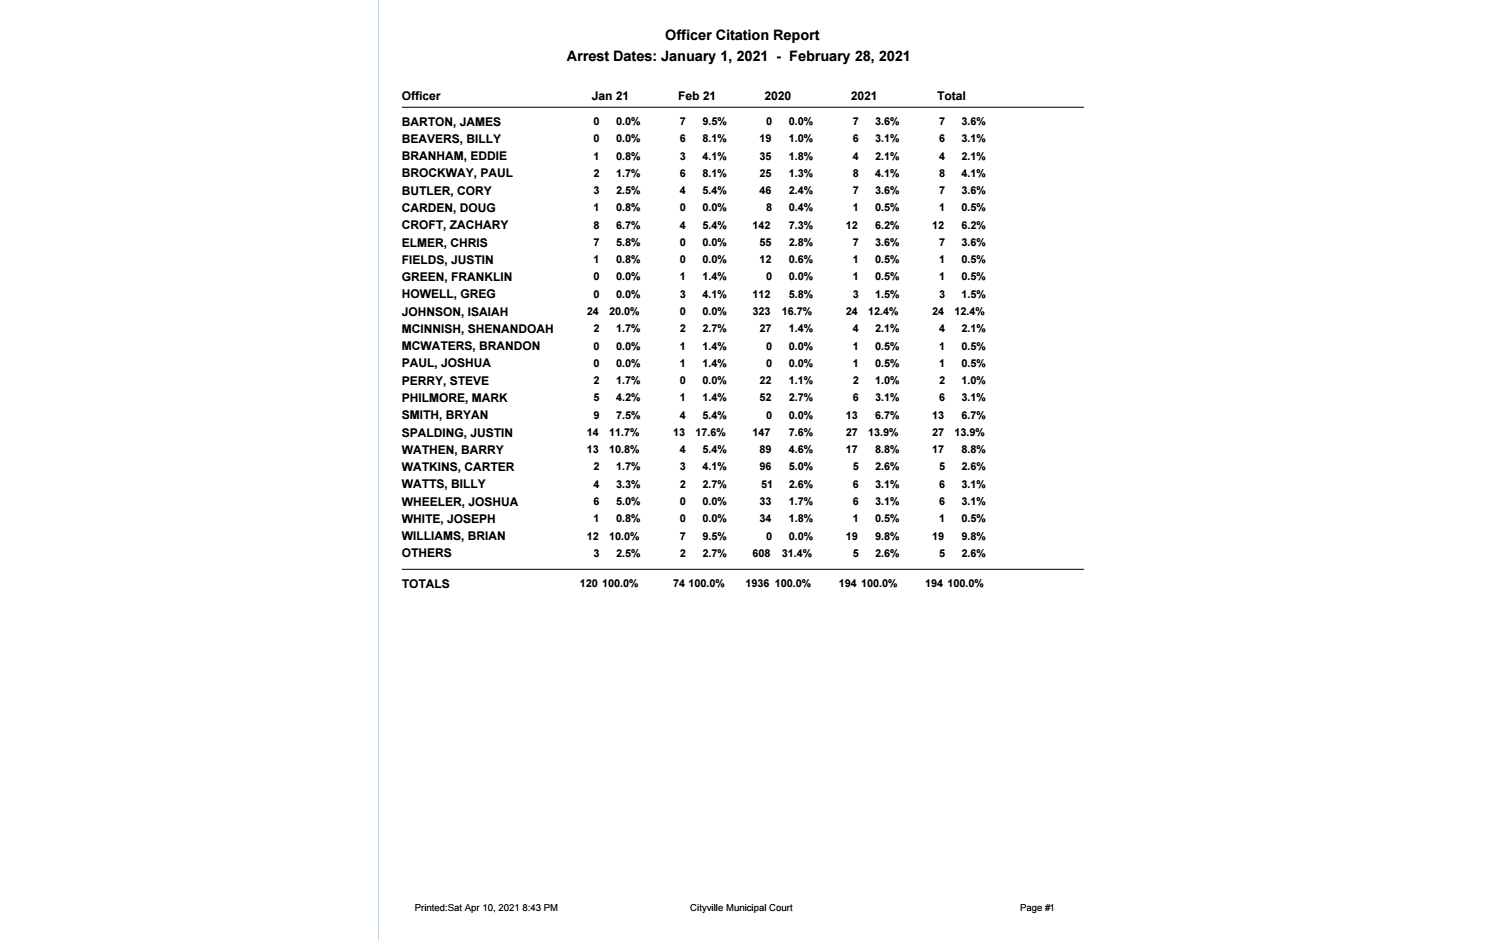 Officer Citation Report
Arrest Dates: January 1, 2021 - February 28, 2021
Officer Jan 21 Feb 21 2020 2021 Total
BARTON, JAMES 0 0.0% 7 9.5% 0 0.0% 7 3.6% 7 3.6%
BEAVERS, BILLY 0 0.0% 6 8.1% 19 1.0% 6 3.1% 6 3.1%
BRANHAM, EDDIE 1 0.8% 3 4.1% 35 1.8% 4 2.1% 4 2.1%
BROCKWAY, PAUL 2 1.7% 6 8.1% 25 1.3% 8 4.1% 8 4.1%
BUTLER, CORY 3 2.5% 4 5.4% 46 2.4% 7 3.6% 7 3.6%
CARDEN, DOUG 1 0.8% 0 0.0% 8 0.4% 1 0.5% 1 0.5%
CROFT, ZACHARY 8 6.7% 4 5.4% 142 7.3% 12 6.2% 12 6.2%
ELMER, CHRIS 7 5.8% 0 0.0% 55 2.8% 7 3.6% 7 3.6%
FIELDS, JUSTIN 1 0.8% 0 0.0% 12 0.6% 1 0.5% 1 0.5%
GREEN, FRANKLIN 0 0.0% 1 1.4% 0 0.0% 1 0.5% 1 0.5%
HOWELL, GREG 0 0.0% 3 4.1% 112 5.8% 3 1.5% 3 1.5%
JOHNSON, ISAIAH 24 20.0% 0 0.0% 323 16.7% 24 12.4% 24 12.4%
MCINNISH, SHENANDOAH 2 1.7% 2 2.7% 27 1.4% 4 2.1% 4 2.1%
MCWATERS, BRANDON 0 0.0% 1 1.4% 0 0.0% 1 0.5% 1 0.5%
PAUL, JOSHUA 0 0.0% 1 1.4% 0 0.0% 1 0.5% 1 0.5%
PERRY, STEVE 2 1.7% 0 0.0% 22 1.1% 2 1.0% 2 1.0%
PHILMORE, MARK 5 4.2% 1 1.4% 52 2.7% 6 3.1% 6 3.1%
SMITH, BRYAN 9 7.5% 4 5.4% 0 0.0% 13 6.7% 13 6.7%
SPALDING, JUSTIN 14 11.7% 13 17.6% 147 7.6% 27 13.9% 27 13.9%
WATHEN, BARRY 13 10.8% 4 5.4% 89 4.6% 17 8.8% 17 8.8%
WATKINS, CARTER 2 1.7% 3 4.1% 96 5.0% 5 2.6% 5 2.6%
WATTS, BILLY 4 3.3% 2 2.7% 51 2.6% 6 3.1% 6 3.1%
WHEELER, JOSHUA 6 5.0% 0 0.0% 33 1.7% 6 3.1% 6 3.1%
WHITE, JOSEPH 1 0.8% 0 0.0% 34 1.8% 1 0.5% 1 0.5%
WILLIAMS, BRIAN 12 10.0% 7 9.5% 0 0.0% 19 9.8% 19 9.8%
OTHERS 3 2.5% 2 2.7% 608 31.4% 5 2.6% 5 2.6%
TOTALS 120 100.0% 74 100.0% 1936 100.0% 194 100.0% 194 100.0%
Printed:Sat Apr 10, 2021 8:43 PM Cityville Municipal Court Page #1